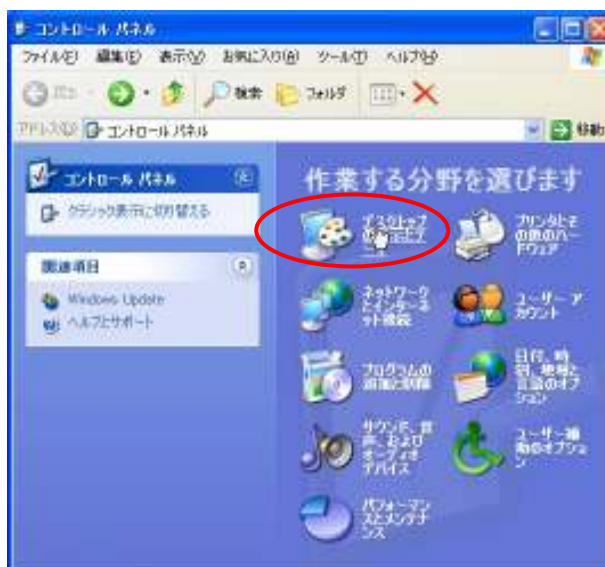 コントロール パネル
ファイル(F) 編集(E) 表示(V) お気に入り(A) ツール(T) ヘルプ(H)
戻る 検索 フォルダ
アドレス(D) コントロール パネル 移動
コントロール パネル
クラシック表示に切り替える
関連項目
Windows Update
ヘルプとサポート
作業する分野を選びます
デスクトップ
プリンタとそ
の他のハー
ドウェア
ネットワーク
とインターネ
ット接続
ユーザー ア
カウント
プログラムの
追加と削除
日付、時
刻、地域と
言語のオプ
ション
サウンド、音
声、および
オーディオ
デバイス
ユーザー補
助のオプショ
ン
パフォーマン
スとメンテナ
ンス